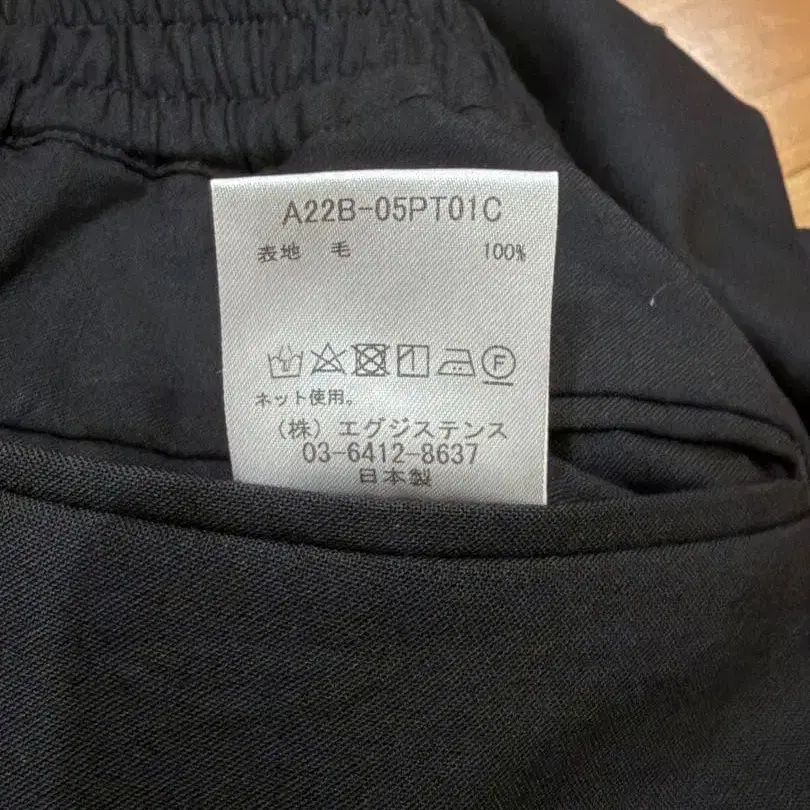 A22B-05PT01C
表地 毛 100%
F
ネット使用。
(株) エグジステンス
03-6412-8637
日本製